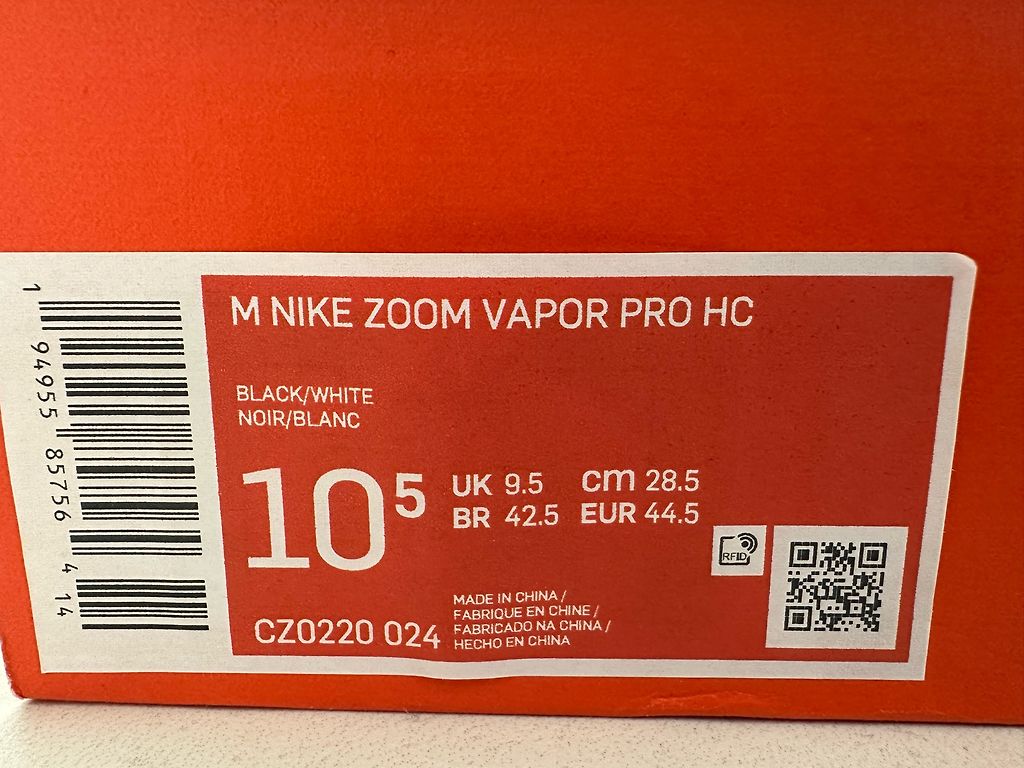 M NIKE ZOOM VAPOR PRO HC
BLACK/WHITE
NOIR/BLANC
10 5
UK 9.5 cm 28.5
BR 42.5 EUR 44.5
RFID
MADE IN CHINA /
FABRIQUE EN CHINE /
FABRICADO NA CHINA /
HECHO EN CHINA
CZ0220 024
1 94955 85756 4 14